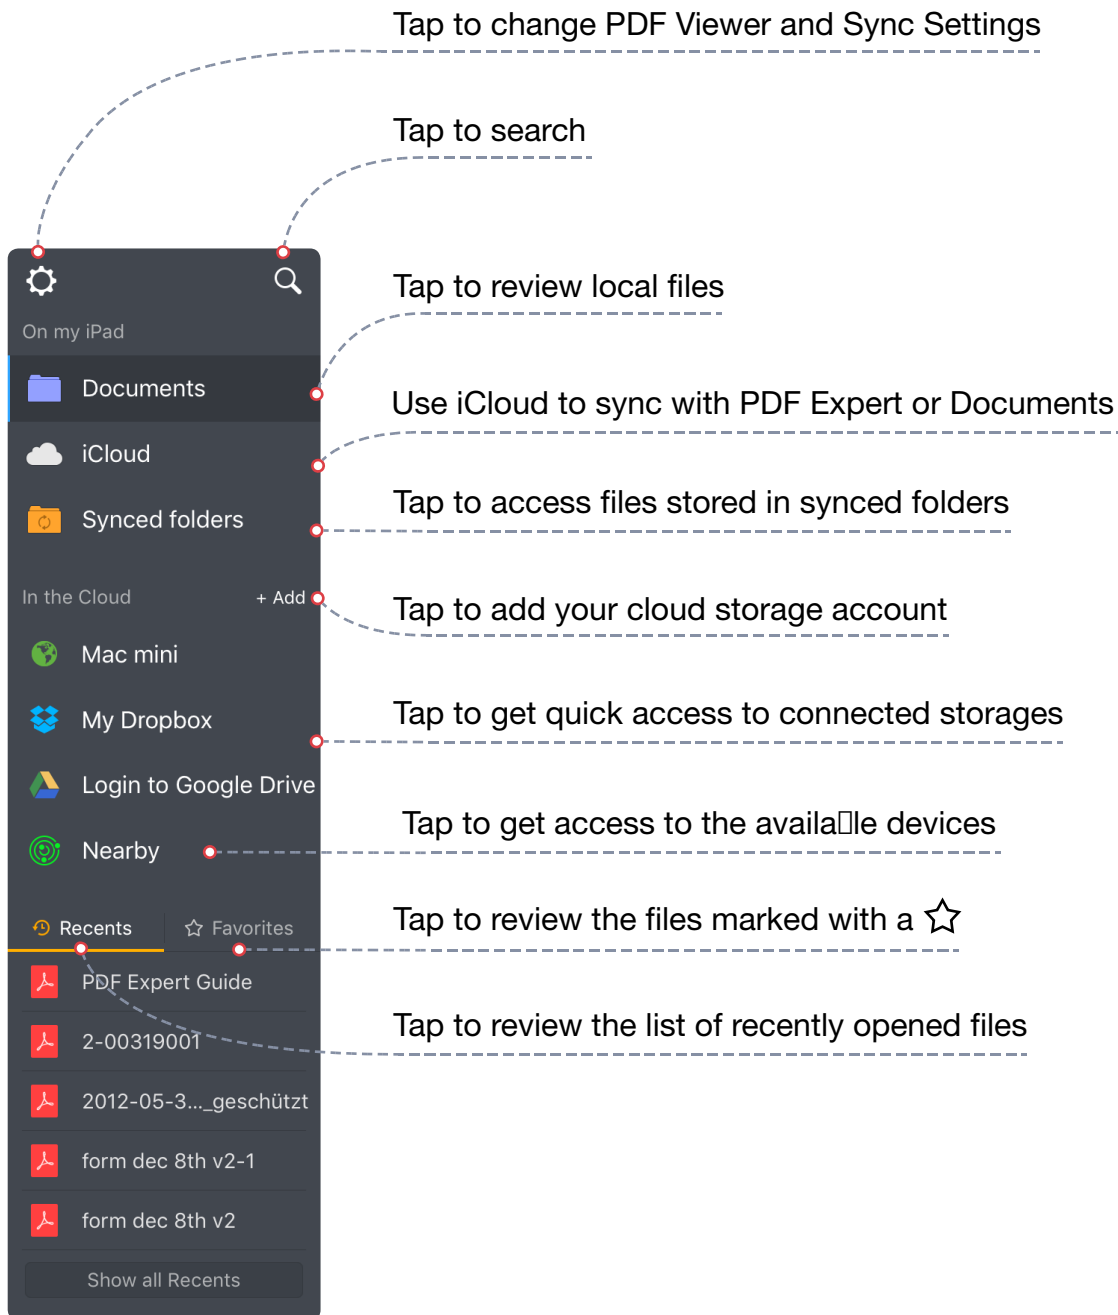 Tap to change PDF Viewer and Sync Settings
Tap to search
Tap to review local files
On my iPad
Documents
Use iCloud to sync with PDF Expert or Documents
iCloud
Tap to access files stored in synced folders
Synced folders
In the Cloud + Add
Tap to add your cloud storage account
Mac mini
My Dropbox
Tap to get quick access to connected storages
Login to Google Drive
Tap to get access to the availa▯le devices
Nearby
Recents Favorites
Tap to review the files marked with a ☆
PDF Expert Guide
Tap to review the list of recently opened files
2-00319001
2012-05-3..._geschützt
form dec 8th v2-1
form dec 8th v2
Show all Recents